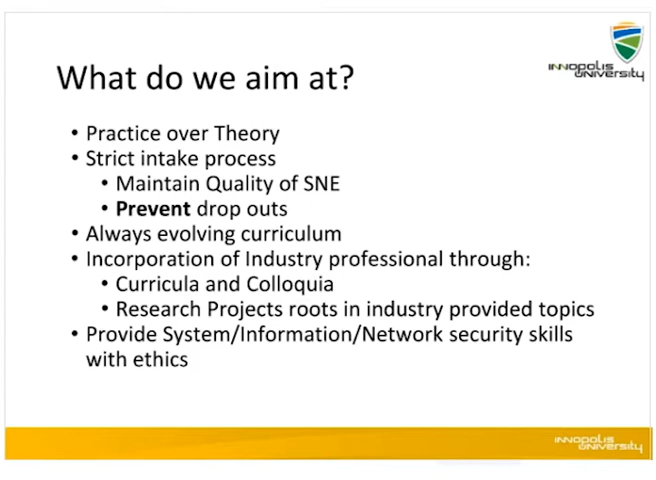 INNOPOLIS
UNIVERSITY
What do we aim at?
• Practice over Theory
• Strict intake process
• Maintain Quality of SNE
• Prevent drop outs
• Always evolving curriculum
• Incorporation of Industry professional through:
• Curricula and Colloquia
• Research Projects roots in industry provided topics
• Provide System/Information/Network security skills
with ethics
INNOPOLIS
UNIVERSITY